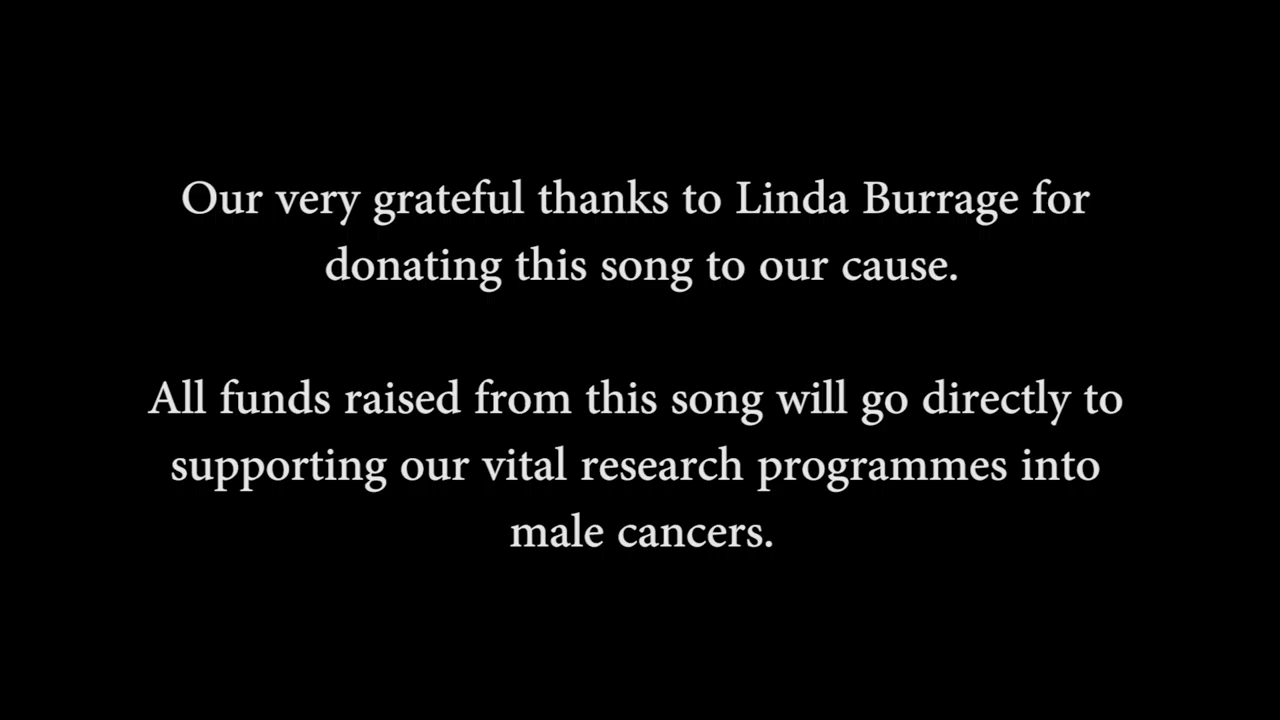 Our very grateful thanks to Linda Burrage for
donating this song to our cause.
All funds raised from this song will go directly to
supporting our vital research programmes into
male cancers.